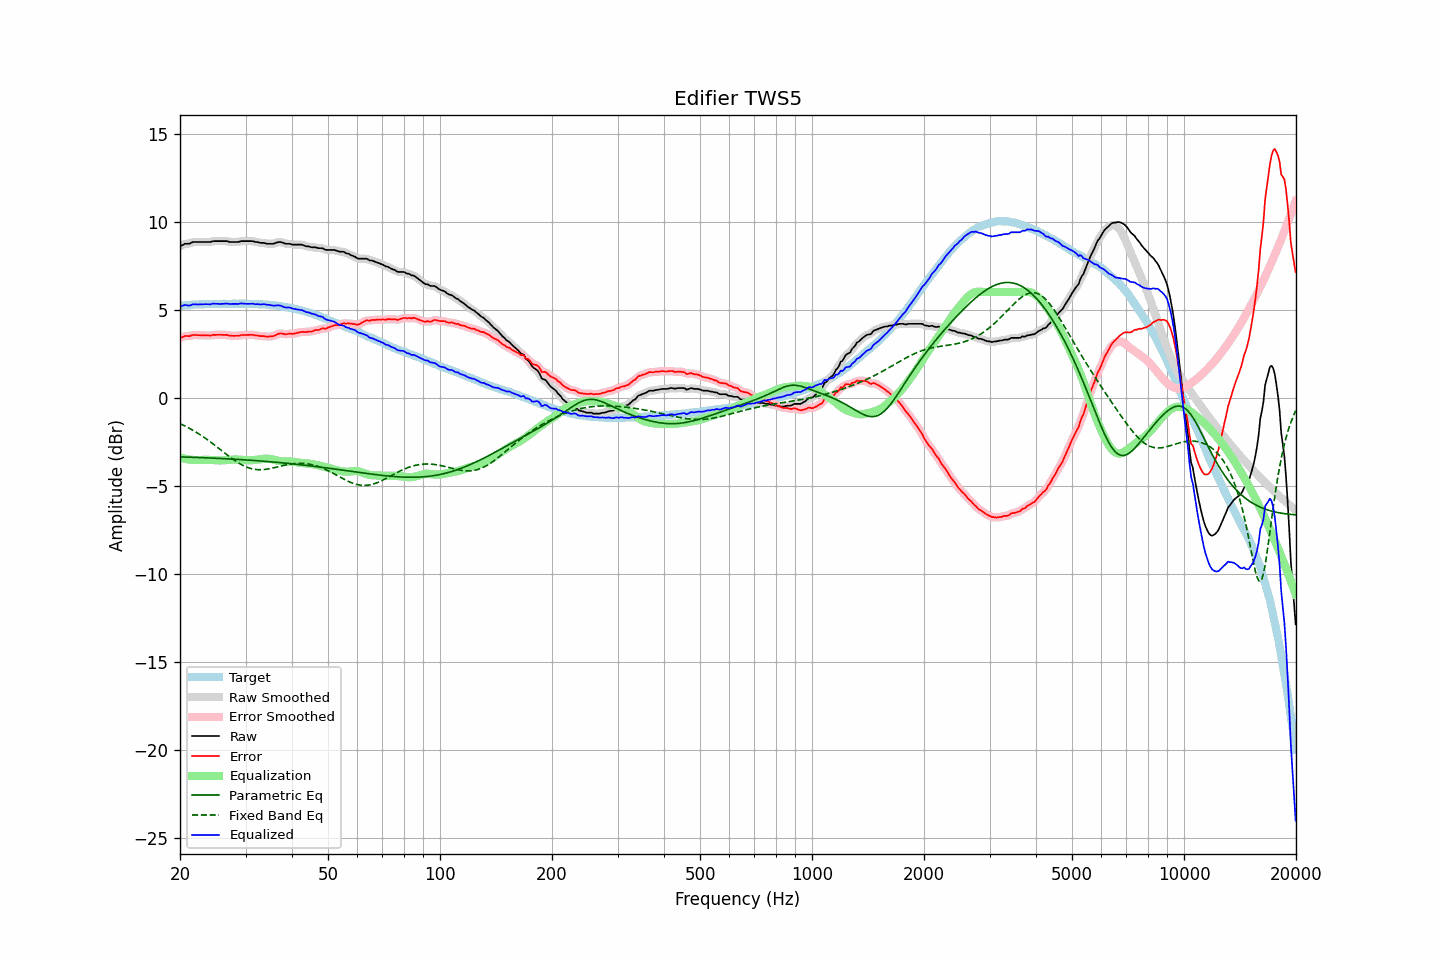 Edifier TWS5
Amplitude (dBr)
15
10
5
0
−5
−10
−15
−20
−25
Target
Raw Smoothed
Error Smoothed
Raw
Error
Equalization
Parametric Eq
Fixed Band Eq
Equalized
20
50
100
200
500
1000
2000
5000
10000
20000
Frequency (Hz)